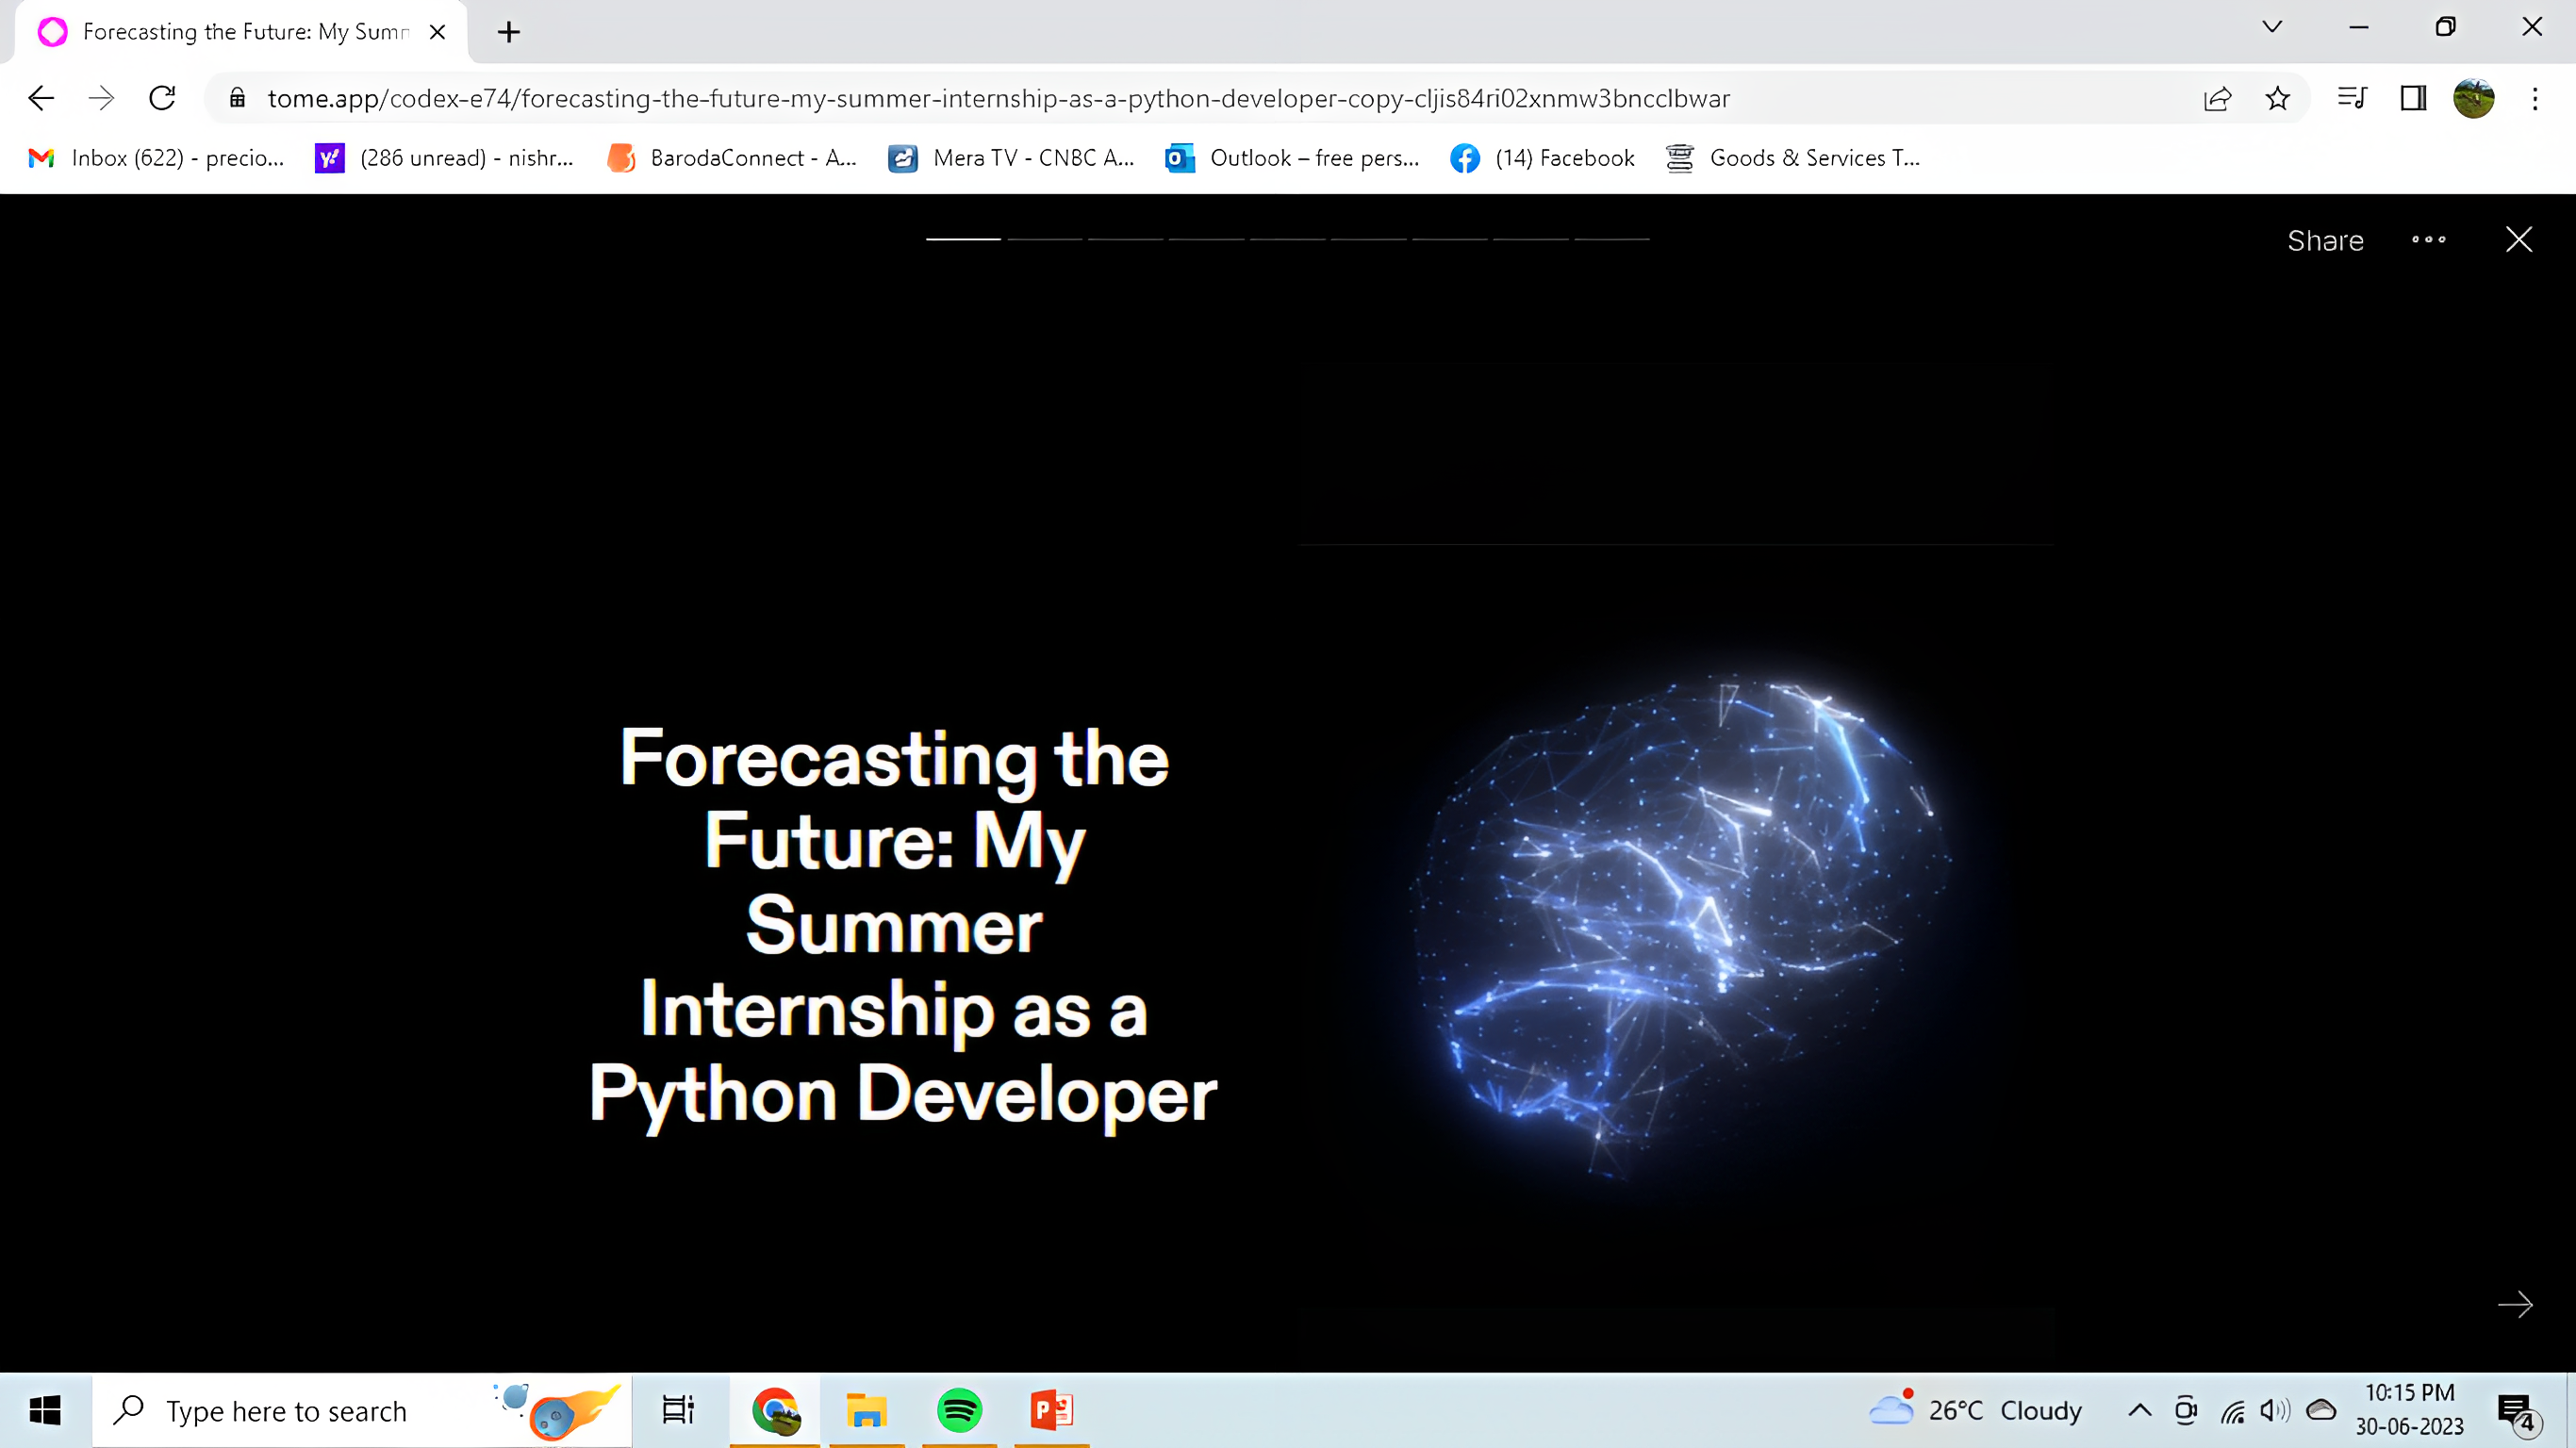 Forecasting the Future: My Sumr
tome.app/codex-e74/forecasting-the-future-my-summer-internship-as-a-python-developer-copy-cljis84ri02xnmw3bncclbwar
Inbox (622) - precio... (286 unread) - nishr... BarodaConnect - A... Mera TV - CNBC A... Outlook – free pers... (14) Facebook Goods & Services T...
Share
Forecasting the
Future: My
Summer
Internship as a
Python Developer
Type here to search
26°C Cloudy
10:15 PM
30-06-2023
4